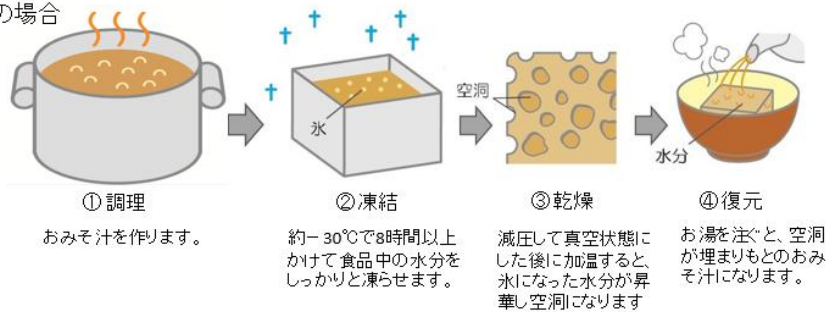 の場合
氷
空洞
水分
①調理
②凍結
③乾燥
④復元
おみそ汁を作ります。
約－30℃で8時間以上
かけて食品中の水分を
しっかりと凍らせます。
減圧して真空状態に
した後に加温すると、
氷になった水分が昇
華し空洞になります
お湯を注ぐと、空洞
が埋まりもとのおみ
そ汁になります。